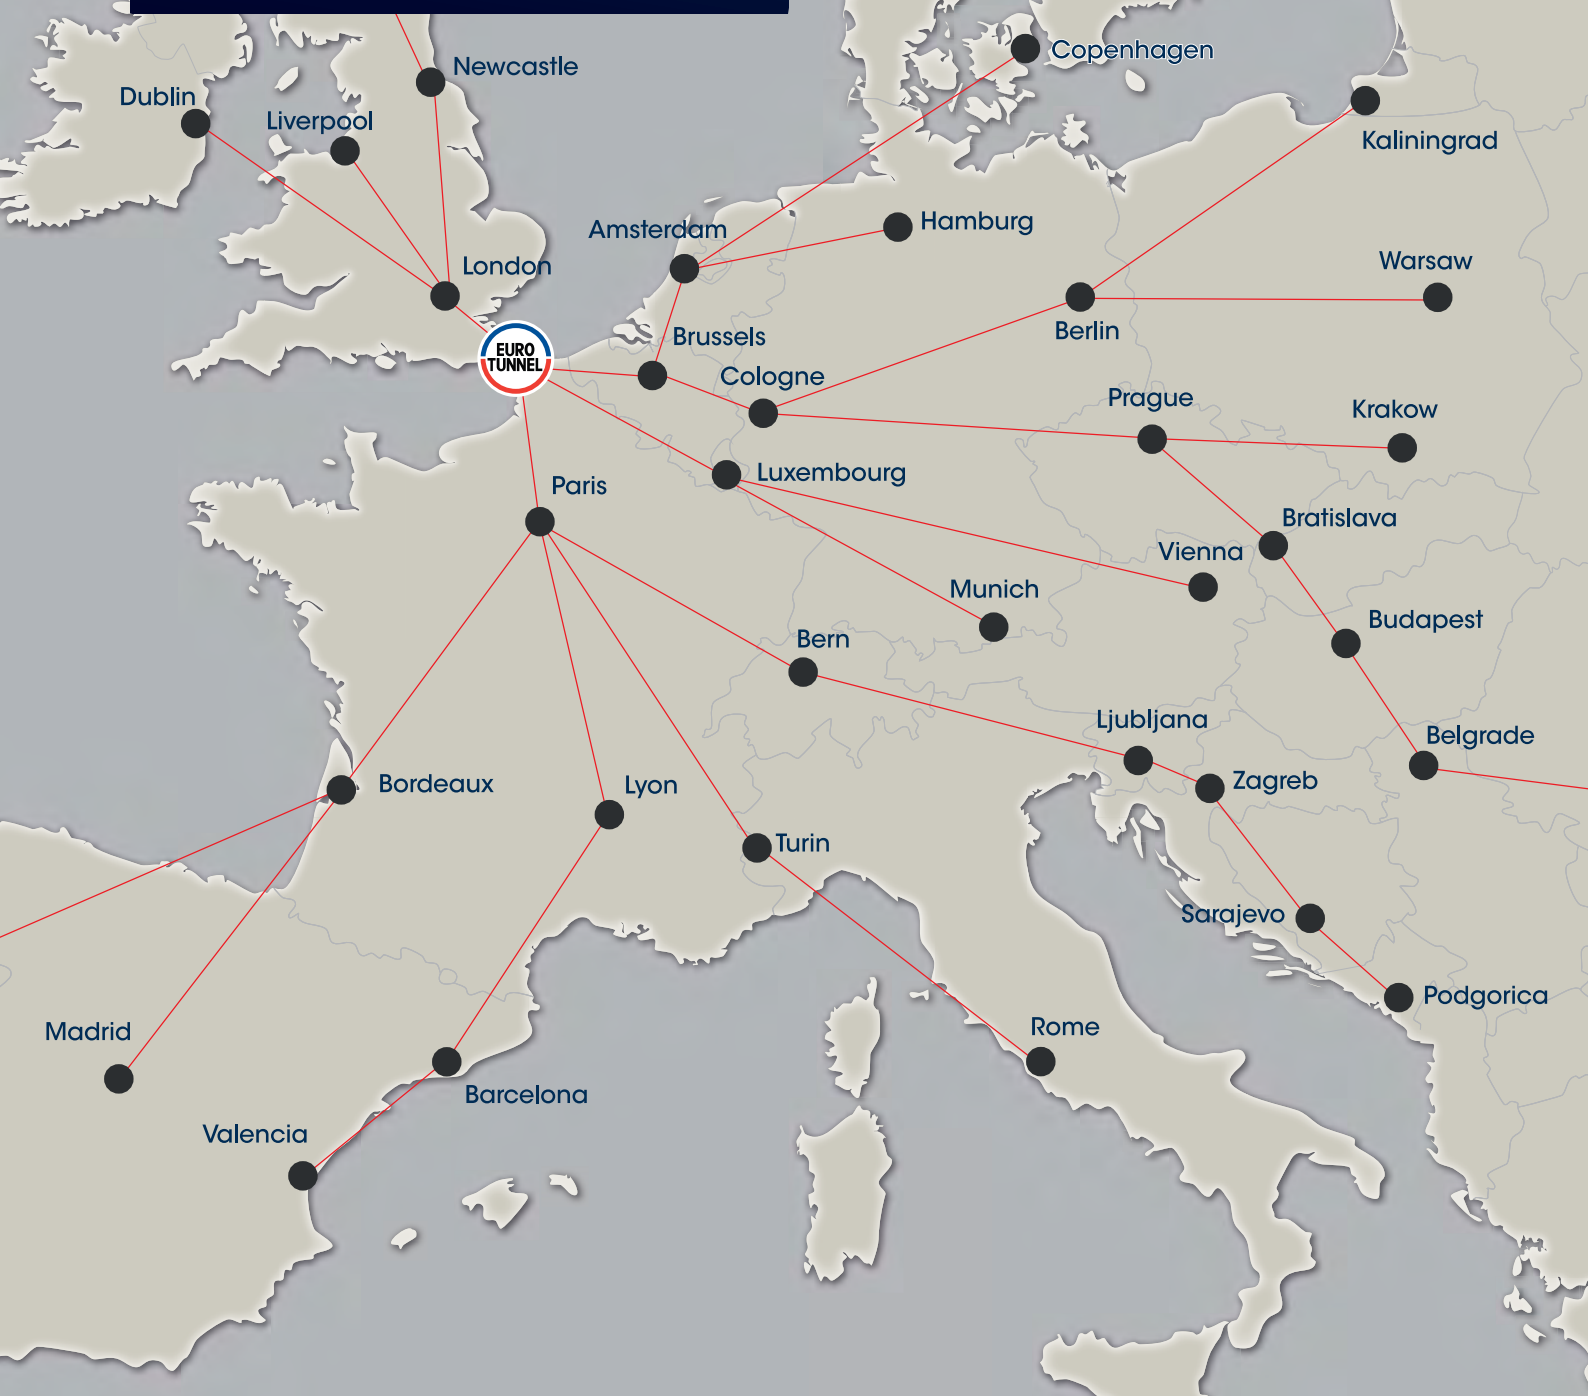 Copenhagen
Newcastle
Dublin
Liverpool
Kaliningrad
Hamburg
Amsterdam
London
Warsaw
Berlin
Brussels
EURO
TUNNEL
Cologne
Prague
Krakow
Luxembourg
Paris
Bratislava
Vienna
Munich
Budapest
Bern
Ljubljana
Belgrade
Zagreb
Bordeaux
Lyon
Turin
Sarajevo
Podgorica
Madrid
Rome
Barcelona
Valencia